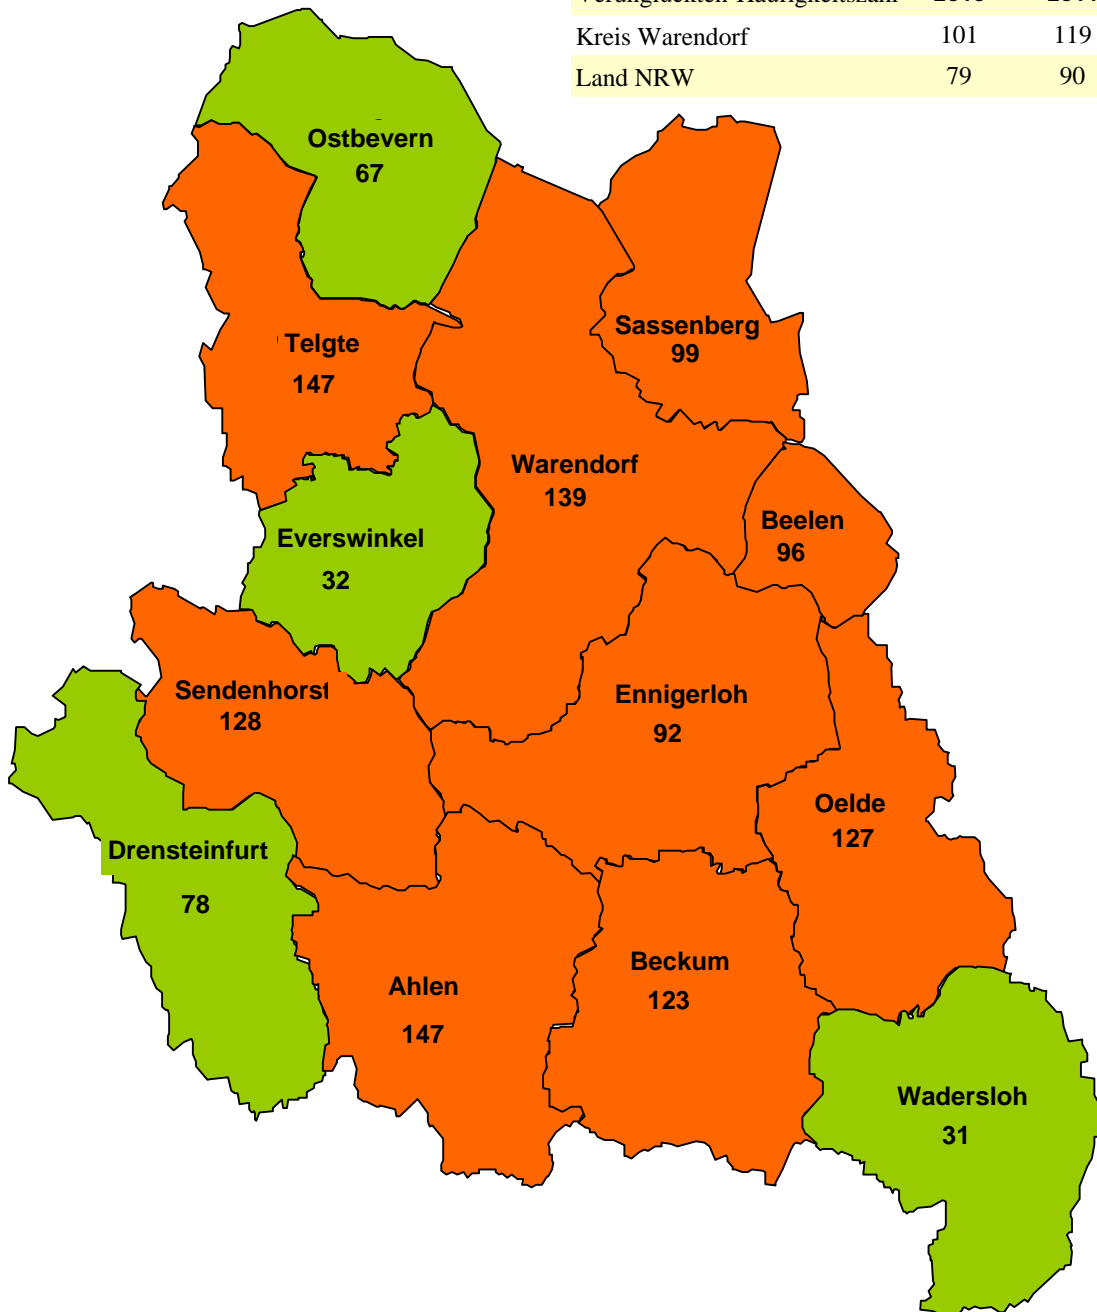 Kreis Warendorf 101 119
Land NRW 79 90
Ostbevern
67
Telgte
147
Sassenberg
99
Warendorf
139
Beelen
96
Everswinkel
32
Sendenhorst
128
Ennigerloh
92
Oelde
127
Drensteinfurt
78
Ahlen
147
Beckum
123
Wadersloh
31